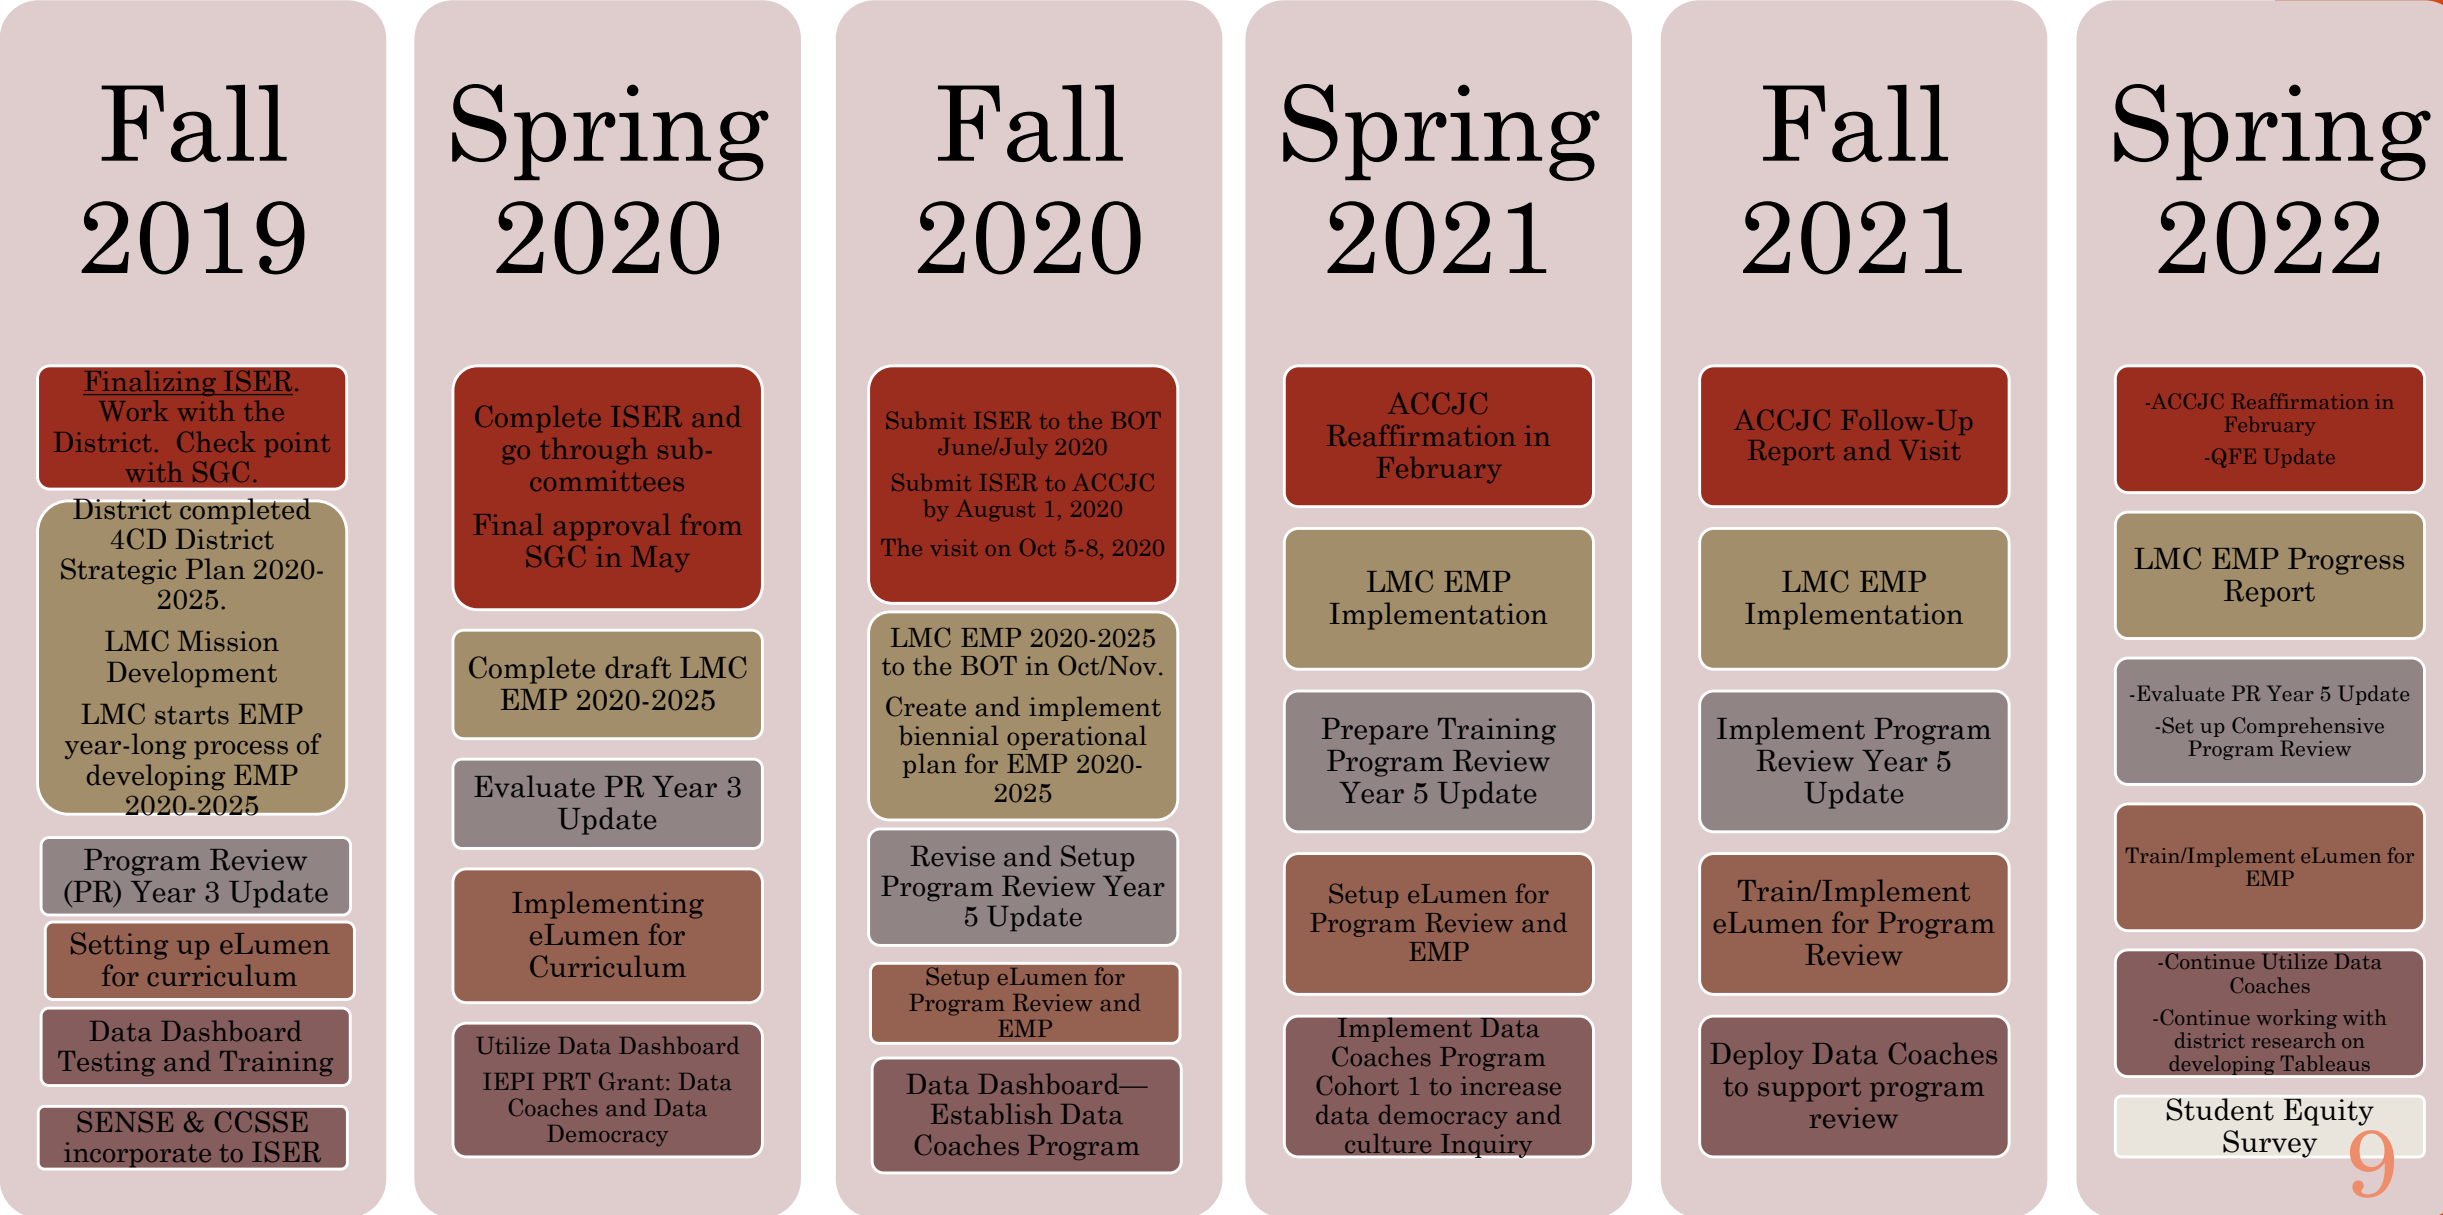 Fall
2019
Finalizing ISER.
Work with the
District.  Check point
with SGC.
District completed
4CD District
Strategic Plan 2020-
2025.
LMC Mission
Development
LMC starts EMP
year-long process of
developing EMP
2020-2025
Program Review
(PR) Year 3 Update
Setting up eLumen
for curriculum
Data Dashboard
Testing and Training
SENSE & CCSSE
incorporate to ISER
Spring
2020
Complete ISER and
go through sub-
committees
Final approval from
SGC in May
Complete draft LMC
EMP 2020-2025
Evaluate PR Year 3
Update
Implementing
eLumen for
Curriculum
Utilize Data Dashboard
IEPI PRT Grant: Data
Coaches and Data
Democracy
Fall
2020
Submit ISER to the BOT
June/July 2020
Submit ISER to ACCJC
by August 1, 2020
The visit on Oct 5-8, 2020
LMC EMP 2020-2025
to the BOT in Oct/Nov.
Create and implement
biennial operational
plan for EMP 2020-
2025
Revise and Setup
Program Review Year
5 Update
Setup eLumen for
Program Review and
EMP
Data Dashboard—
Establish Data
Coaches Program
Spring
2021
ACCJC
Reaffirmation in
February
LMC EMP
Implementation
Prepare Training
Program Review
Year 5 Update
Setup eLumen for
Program Review and
EMP
Implement Data
Coaches Program
Cohort 1 to increase
data democracy and
culture Inquiry
Fall
2021
ACCJC Follow-Up
Report and Visit
LMC EMP
Implementation
Implement Program
Review Year 5
Update
Train/Implement
eLumen for Program
Review
Deploy Data Coaches
to support program
review
Spring
2022
-ACCJC Reaffirmation in
February
-QFE Update
LMC EMP Progress
Report
-Evaluate PR Year 5 Update
-Set up Comprehensive
Program Review
Train/Implement eLumen for
EMP
-Continue Utilize Data
Coaches
-Continue working with
district research on
developing Tableaus
Student Equity
Survey
9